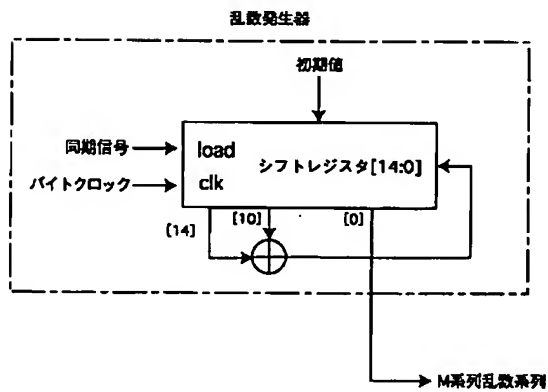 乱数発生器
初期値
同期信号
load
シフトレジスタ[14:0]
バイトクロック
clk
[14]
[10]
[0]
M系列乱数系列